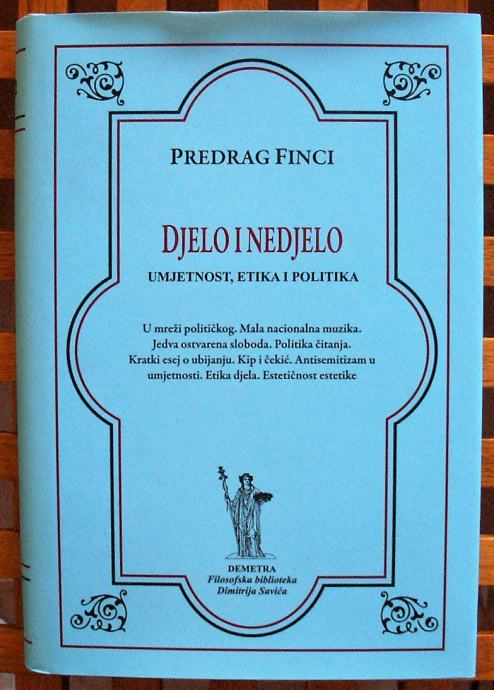 PREDRAG FINCI
DJELO I NEDJELO
UMJETNOST, ETIKA I POLITIKA
U mreži političkog. Mala nacionalna muzika.
Jedva ostvarena sloboda. Politika čitanja.
Kratki esej o ubijanju. Kip i čekić. Antisemitizam u
umjetnosti. Etika djela. Estetičnost estetike
DEMETRA
Filosofska biblioteka
Dimitrija Savića